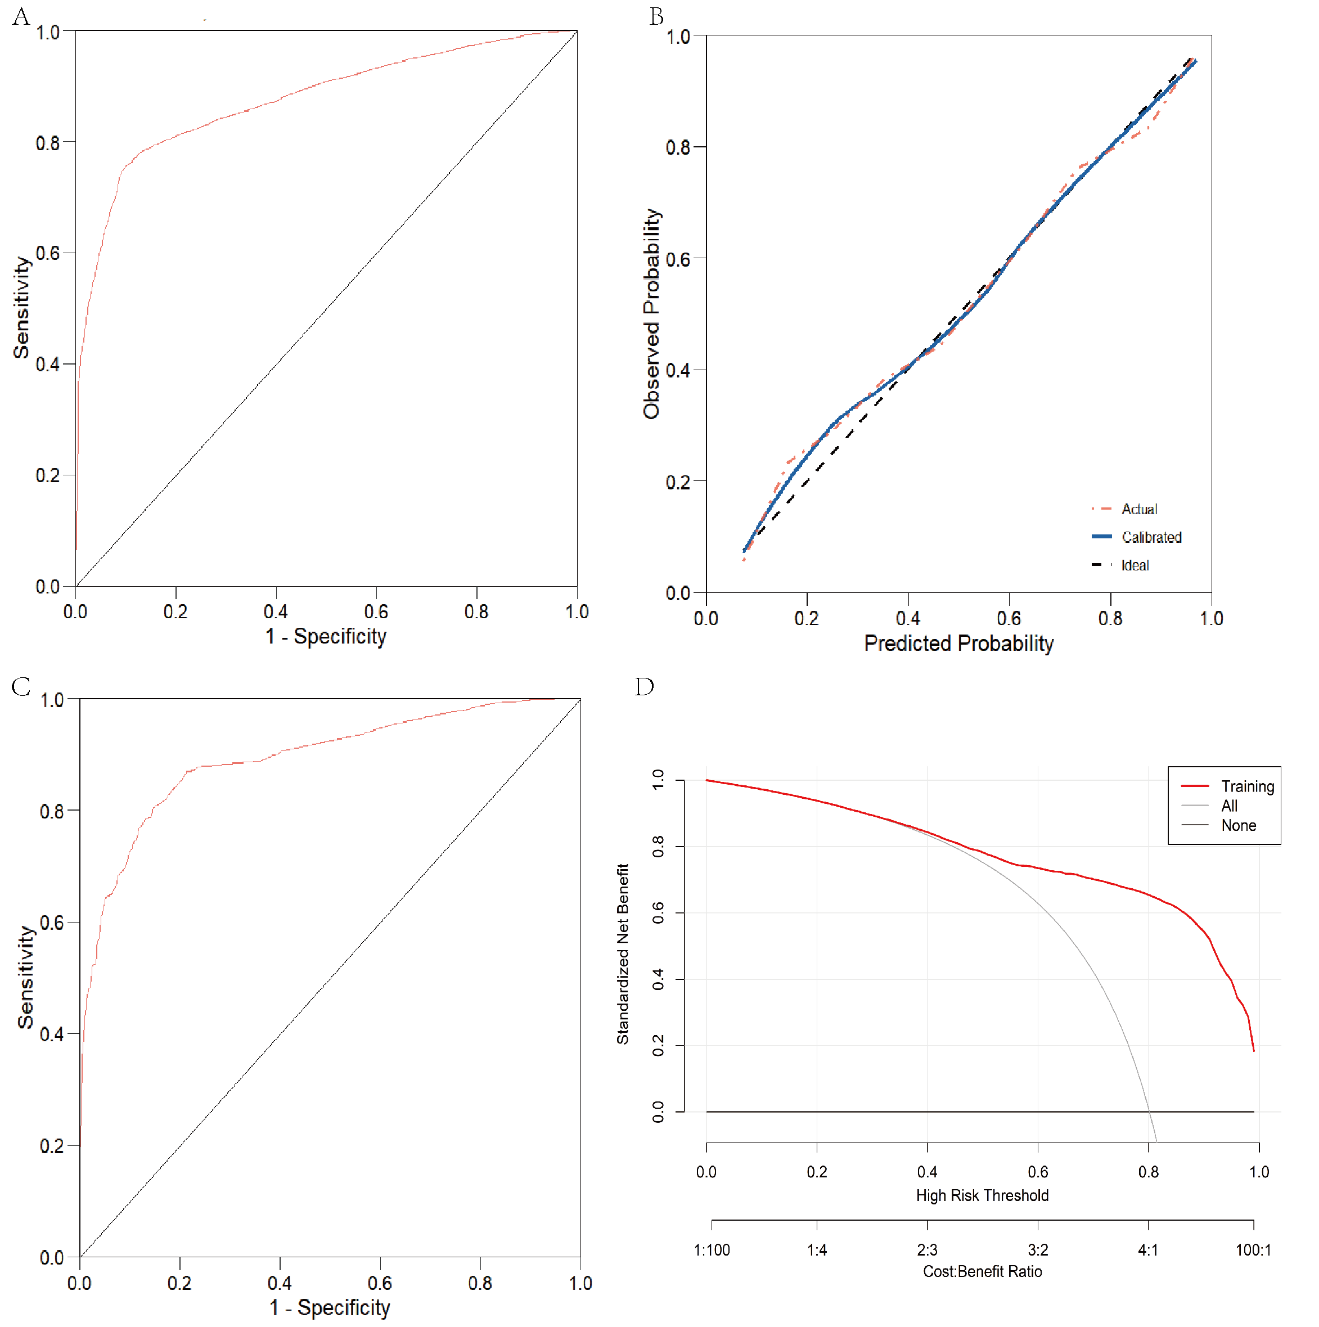 A
1.0
0.8
0.6
0.4
0.2
0.0
Sensitivity
0.0 0.2 0.4 0.6 0.8 1.0
1 - Specificity
B
1.0
0.8
0.6
0.4
0.2
0.0
Observed Probability
Actual
Calibrated
Ideal
0.0 0.2 0.4 0.6 0.8 1.0
Predicted Probability
C
1.0
0.8
0.6
0.4
0.2
0.0
Sensitivity
0.0 0.2 0.4 0.6 0.8 1.0
1 - Specificity
D
Training
All
None
1.0
0.8
0.6
0.4
0.2
0.0
Standardized Net Benefit
0.0 0.2 0.4 0.6 0.8 1.0
High Risk Threshold
1:100 1:4 2:3 3:2 4:1 100:1
Cost:Benefit Ratio